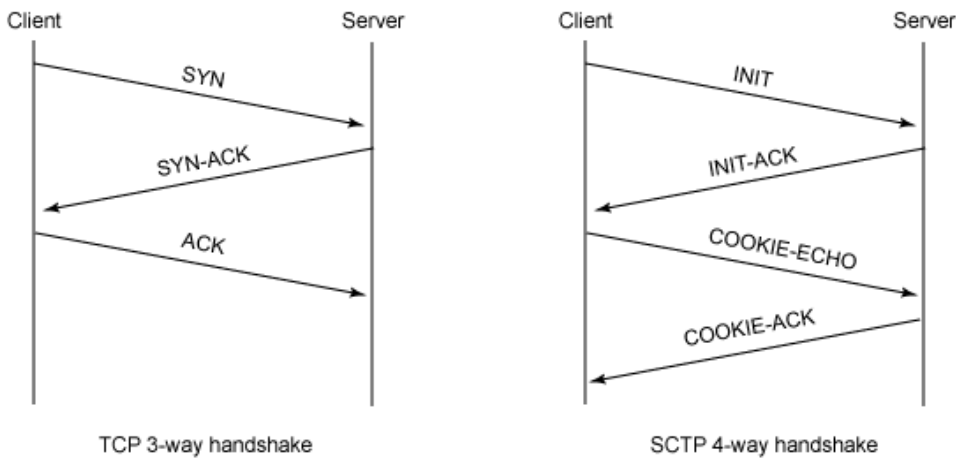 Client
Server
SYN
SYN-ACK
ACK
TCP 3-way handshake
Client
Server
INIT
INIT-ACK
COOKIE-ECHO
COOKIE-ACK
SCTP 4-way handshake